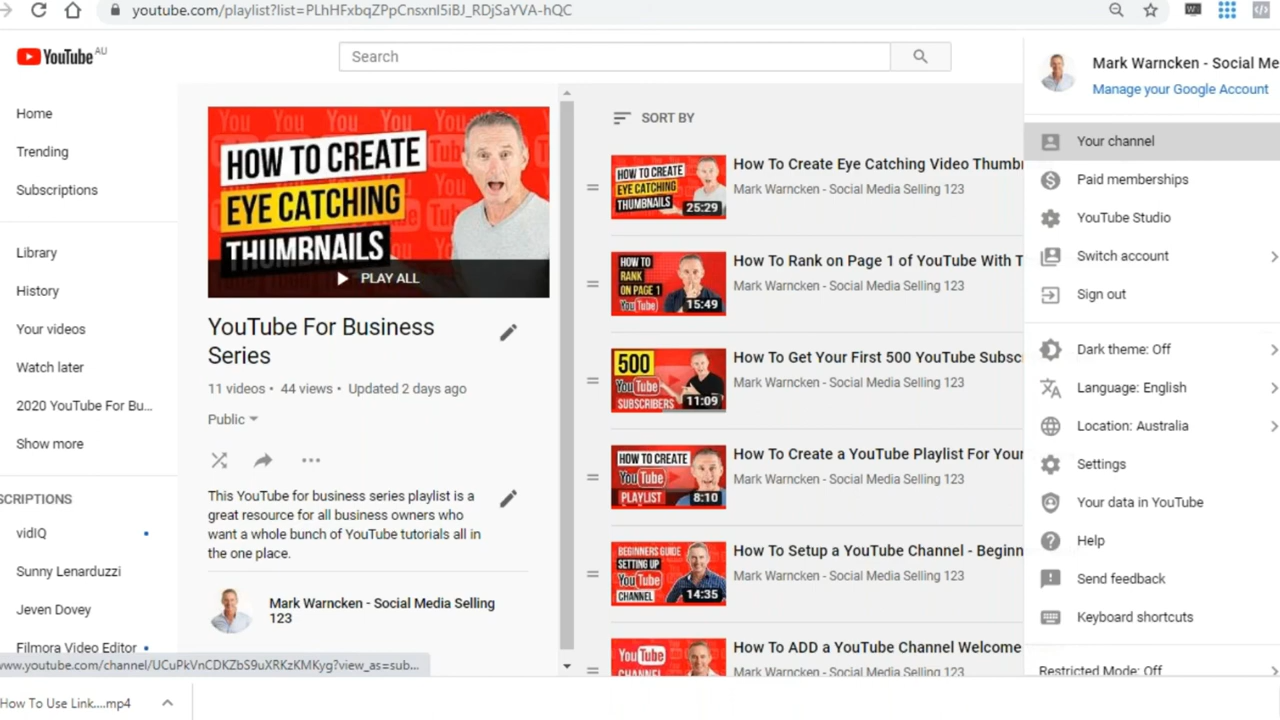 youtube.com/playlist?list=PLhHFxbqZPpCnsxnI5iBJ_RDjSaYVA-hQC
YouTube AU
Search
Mark Warncken - Social Me
Manage your Google Account
Home
Trending
Subscriptions
Library
History
Your videos
Watch later
2020 YouTube For Bu...
Show more
SCRIPTIONS
vidIQ
Sunny Lenarduzzi
Jeven Dovey
Filmora Video Editor
www.youtube.com/channel/UCuPkVnCDKZbS9uXRKzKMKyg?view_as=sub...
You You You You You
HOW TO CREATE
EYE CATCHING
THUMBNAILS
PLAY ALL
YouTube For Business
Series
11 videos • 44 views • Updated 2 days ago
Public
This YouTube for business series playlist is a
great resource for all business owners who
want a whole bunch of YouTube tutorials all in
the one place.
Mark Warncken - Social Media Selling
123
SORT BY
HOW TO CREATE
EYE CATCHING
THUMBNAILS
25:29
How To Create Eye Catching Video Thumbn
Mark Warncken - Social Media Selling 123
HOW TO
RANK
ON PAGE 1
YouTube
15:49
How To Rank on Page 1 of YouTube With T
Mark Warncken - Social Media Selling 123
500
YouTube
SUBSCRIBERS
11:09
How To Get Your First 500 YouTube Subsc
Mark Warncken - Social Media Selling 123
HOW TO CREATE
YouTube
PLAYLIST
8:10
How To Create a YouTube Playlist For Your
Mark Warncken - Social Media Selling 123
BEGINNERS GUIDE
SETTING UP
YouTube
CHANNEL
14:35
How To Setup a YouTube Channel - Beginn
Mark Warncken - Social Media Selling 123
YouTube
CHANNEL
How To ADD a YouTube Channel Welcome
Mark Warncken - Social Media Selling 123
Your channel
Paid memberships
YouTube Studio
Switch account
Sign out
Dark theme: Off
Language: English
Location: Australia
Settings
Your data in YouTube
Help
Send feedback
Keyboard shortcuts
Restricted Mode: Off
How To Use Link....mp4